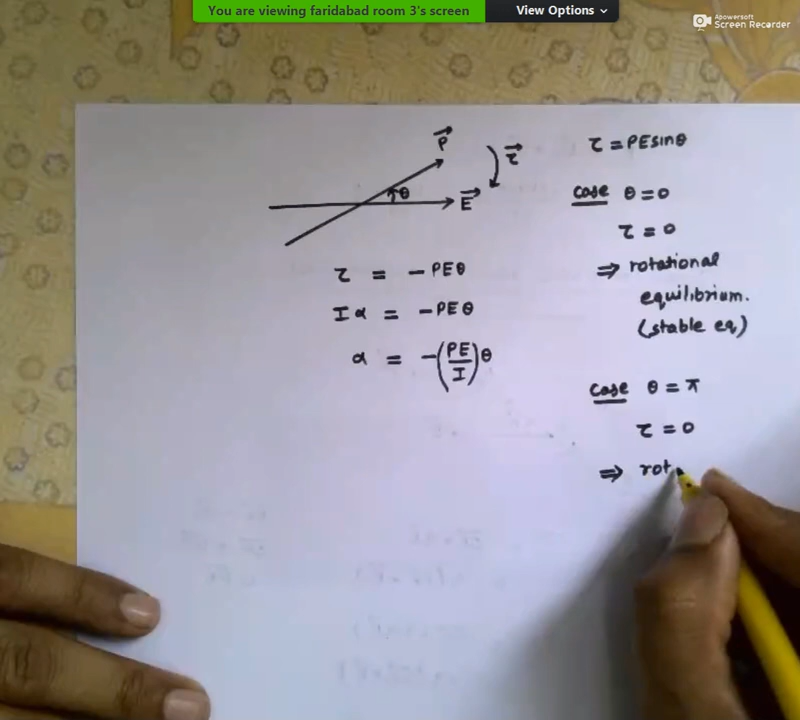 You are viewing faridabad room 3's screen
View Options
Apowersoft
Screen Recorder
P
θ
E
τ
τ = - PEθ
Iα = - PEθ
α = -(PE/I)θ
τ = PE sinθ
case θ = 0
τ = 0
⇒ rotational
equilibrium.
(stable eq)
case θ = π
τ = 0
⇒ rot